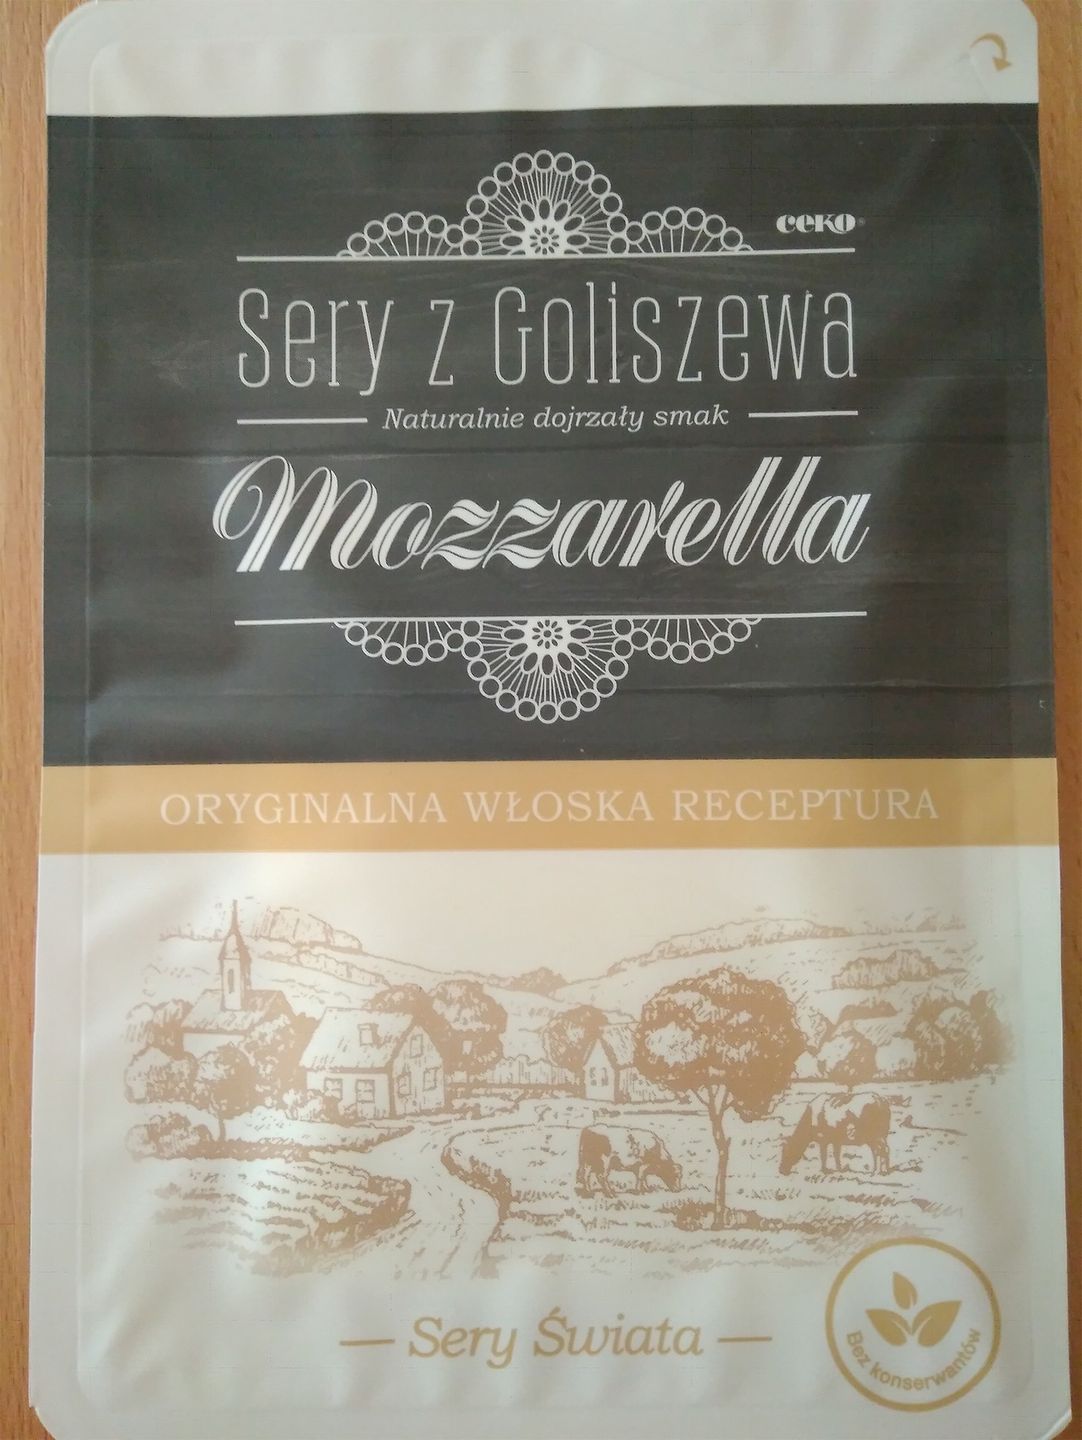 ceko®
Sery z Goliszewa
Naturalnie dojrzały smak
Mozzarella
ORYGINALNA WŁOSKA RECEPTURA
Sery Świata
Bez konserwantów